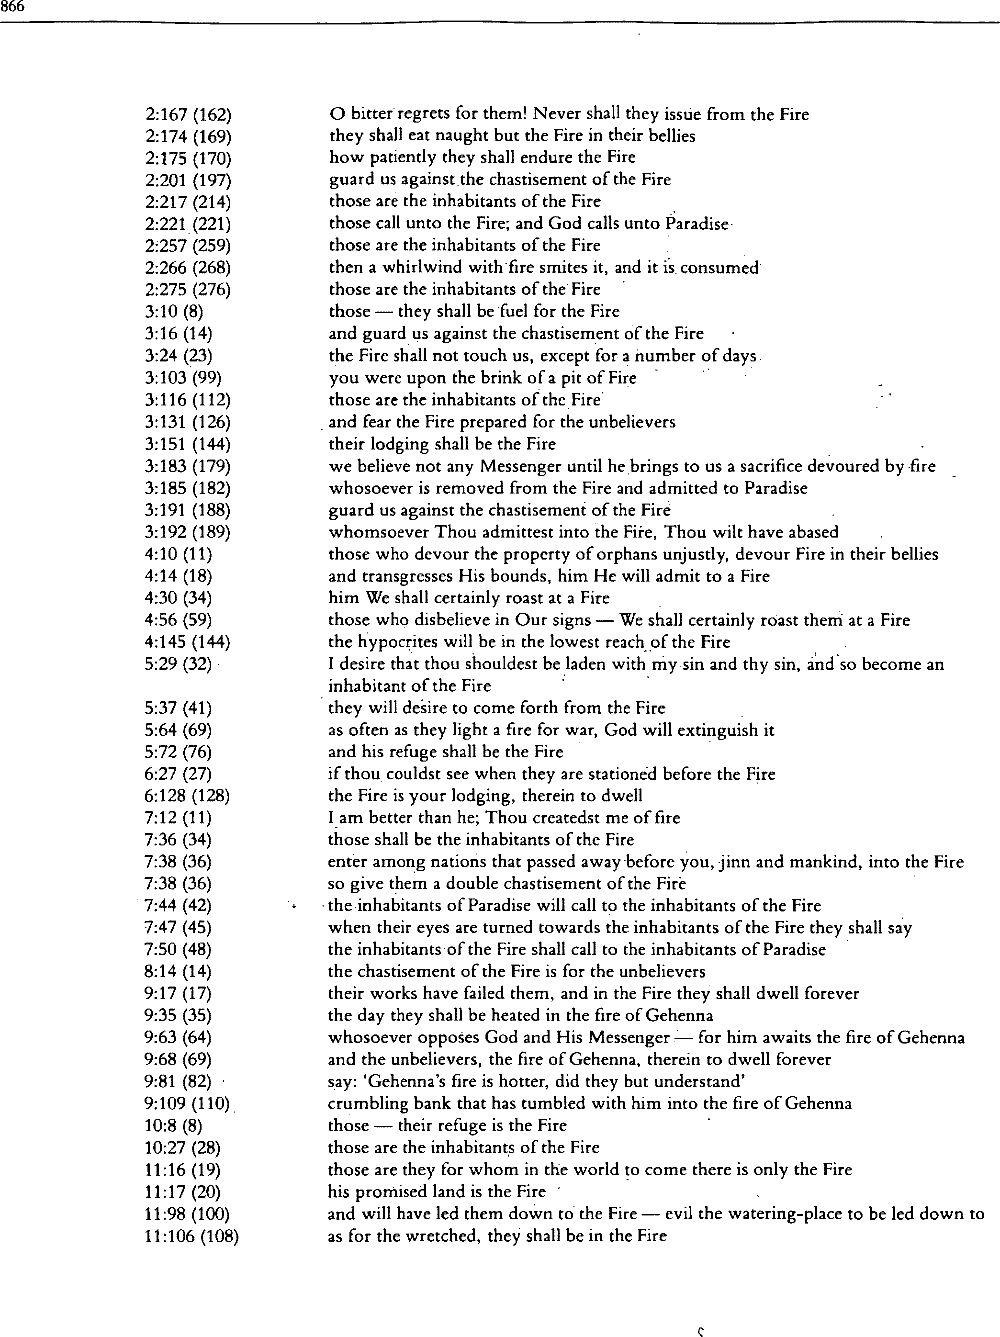 866
2:167 (162) O bitter regrets for them! Never shall they issue from the Fire
2:174 (169) they shall eat naught but the Fire in their bellies
2:175 (170) how patiently they shall endure the Fire
2:201 (197) guard us against the chastisement of the Fire
2:217 (214) those are the inhabitants of the Fire
2:221 (221) those call unto the Fire; and God calls unto Paradise
2:257 (259) those are the inhabitants of the Fire
2:266 (268) then a whirlwind with fire smites it, and it is consumed
2:275 (276) those are the inhabitants of the Fire
3:10 (8) those — they shall be fuel for the Fire
3:16 (14) and guard us against the chastisement of the Fire
3:24 (23) the Fire shall not touch us, except for a number of days
3:103 (99) you were upon the brink of a pit of Fire
3:116 (112) those are the inhabitants of the Fire
3:131 (126) and fear the Fire prepared for the unbelievers
3:151 (144) their lodging shall be the Fire
3:183 (179) we believe not any Messenger until he brings to us a sacrifice devoured by fire
3:185 (182) whosoever is removed from the Fire and admitted to Paradise
3:191 (188) guard us against the chastisement of the Fire
3:192 (189) whomsoever Thou admittest into the Fire, Thou wilt have abased
4:10 (11) those who devour the property of orphans unjustly, devour Fire in their bellies
4:14 (18) and transgresses His bounds, him He will admit to a Fire
4:30 (34) him We shall certainly roast at a Fire
4:56 (59) those who disbelieve in Our signs — We shall certainly roast them at a Fire
4:145 (144) the hypocrites will be in the lowest reach of the Fire
5:29 (32) I desire that thou shouldest be laden with my sin and thy sin, and so become an
inhabitant of the Fire
5:37 (41) they will desire to come forth from the Fire
5:64 (69) as often as they light a fire for war, God will extinguish it
5:72 (76) and his refuge shall be the Fire
6:27 (27) if thou couldst see when they are stationed before the Fire
6:128 (128) the Fire is your lodging, therein to dwell
7:12 (11) I am better than he; Thou createdst me of fire
7:36 (34) those shall be the inhabitants of the Fire
7:38 (36) enter among nations that passed away before you, jinn and mankind, into the Fire
7:38 (36) so give them a double chastisement of the Fire
7:44 (42) the inhabitants of Paradise will call to the inhabitants of the Fire
7:47 (45) when their eyes are turned towards the inhabitants of the Fire they shall say
7:50 (48) the inhabitants of the Fire shall call to the inhabitants of Paradise
8:14 (14) the chastisement of the Fire is for the unbelievers
9:17 (17) their works have failed them, and in the Fire they shall dwell forever
9:35 (35) the day they shall be heated in the fire of Gehenna
9:63 (64) whosoever opposes God and His Messenger — for him awaits the fire of Gehenna
9:68 (69) and the unbelievers, the fire of Gehenna, therein to dwell forever
9:81 (82) say: 'Gehenna's fire is hotter, did they but understand'
9:109 (110) crumbling bank that has tumbled with him into the fire of Gehenna
10:8 (8) those — their refuge is the Fire
10:27 (28) those are the inhabitants of the Fire
11:16 (19) those are they for whom in the world to come there is only the Fire
11:17 (20) his promised land is the Fire
11:98 (100) and will have led them down to the Fire — evil the watering-place to be led down to
11:106 (108) as for the wretched, they shall be in the Fire